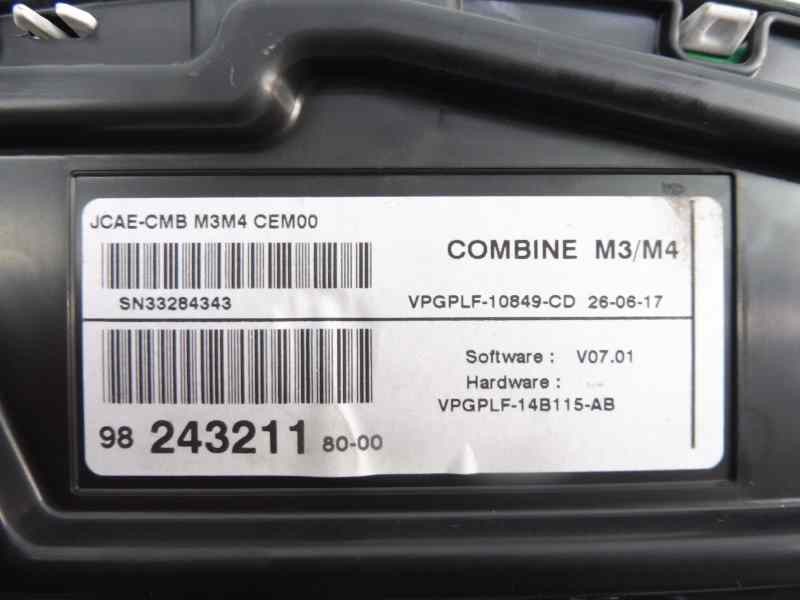 JCAE-CMB M3M4 CEM00
COMBINE M3/M4
SN33284343
VPGPLF-10849-CD 26-06-17
Software : V07.01
Hardware :
VPGPLF-14B115-AB
98 243211 80-00